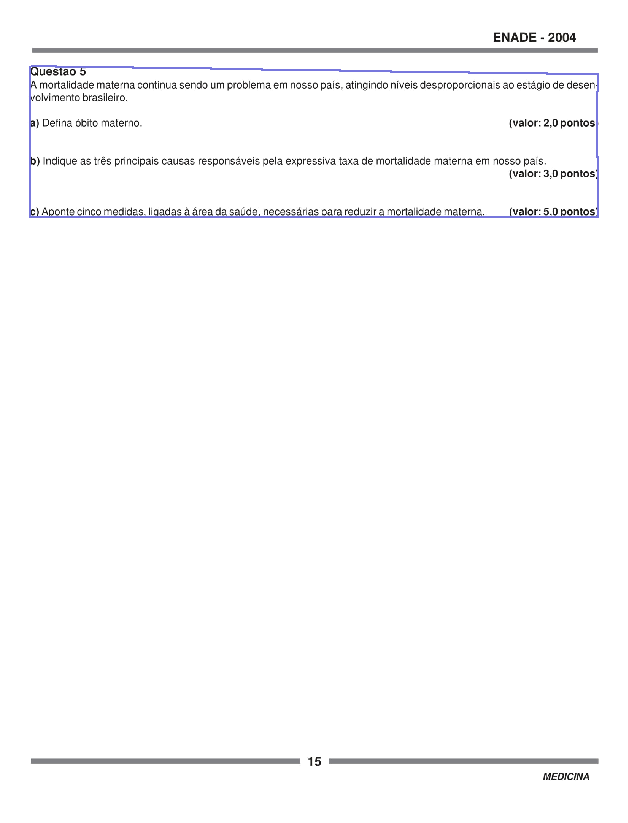 ENADE - 2004
Questão 5
A mortalidade materna continua sendo um problema em nosso país, atingindo níveis desproporcionais ao estágio de desen-
volvimento brasileiro.
a) Defina óbito materno. (valor: 2,0 pontos)
b) Indique as três principais causas responsáveis pela expressiva taxa de mortalidade materna em nosso país.
(valor: 3,0 pontos)
c) Aponte cinco medidas, ligadas à área da saúde, necessárias para reduzir a mortalidade materna. (valor: 5,0 pontos)
15
MEDICINA